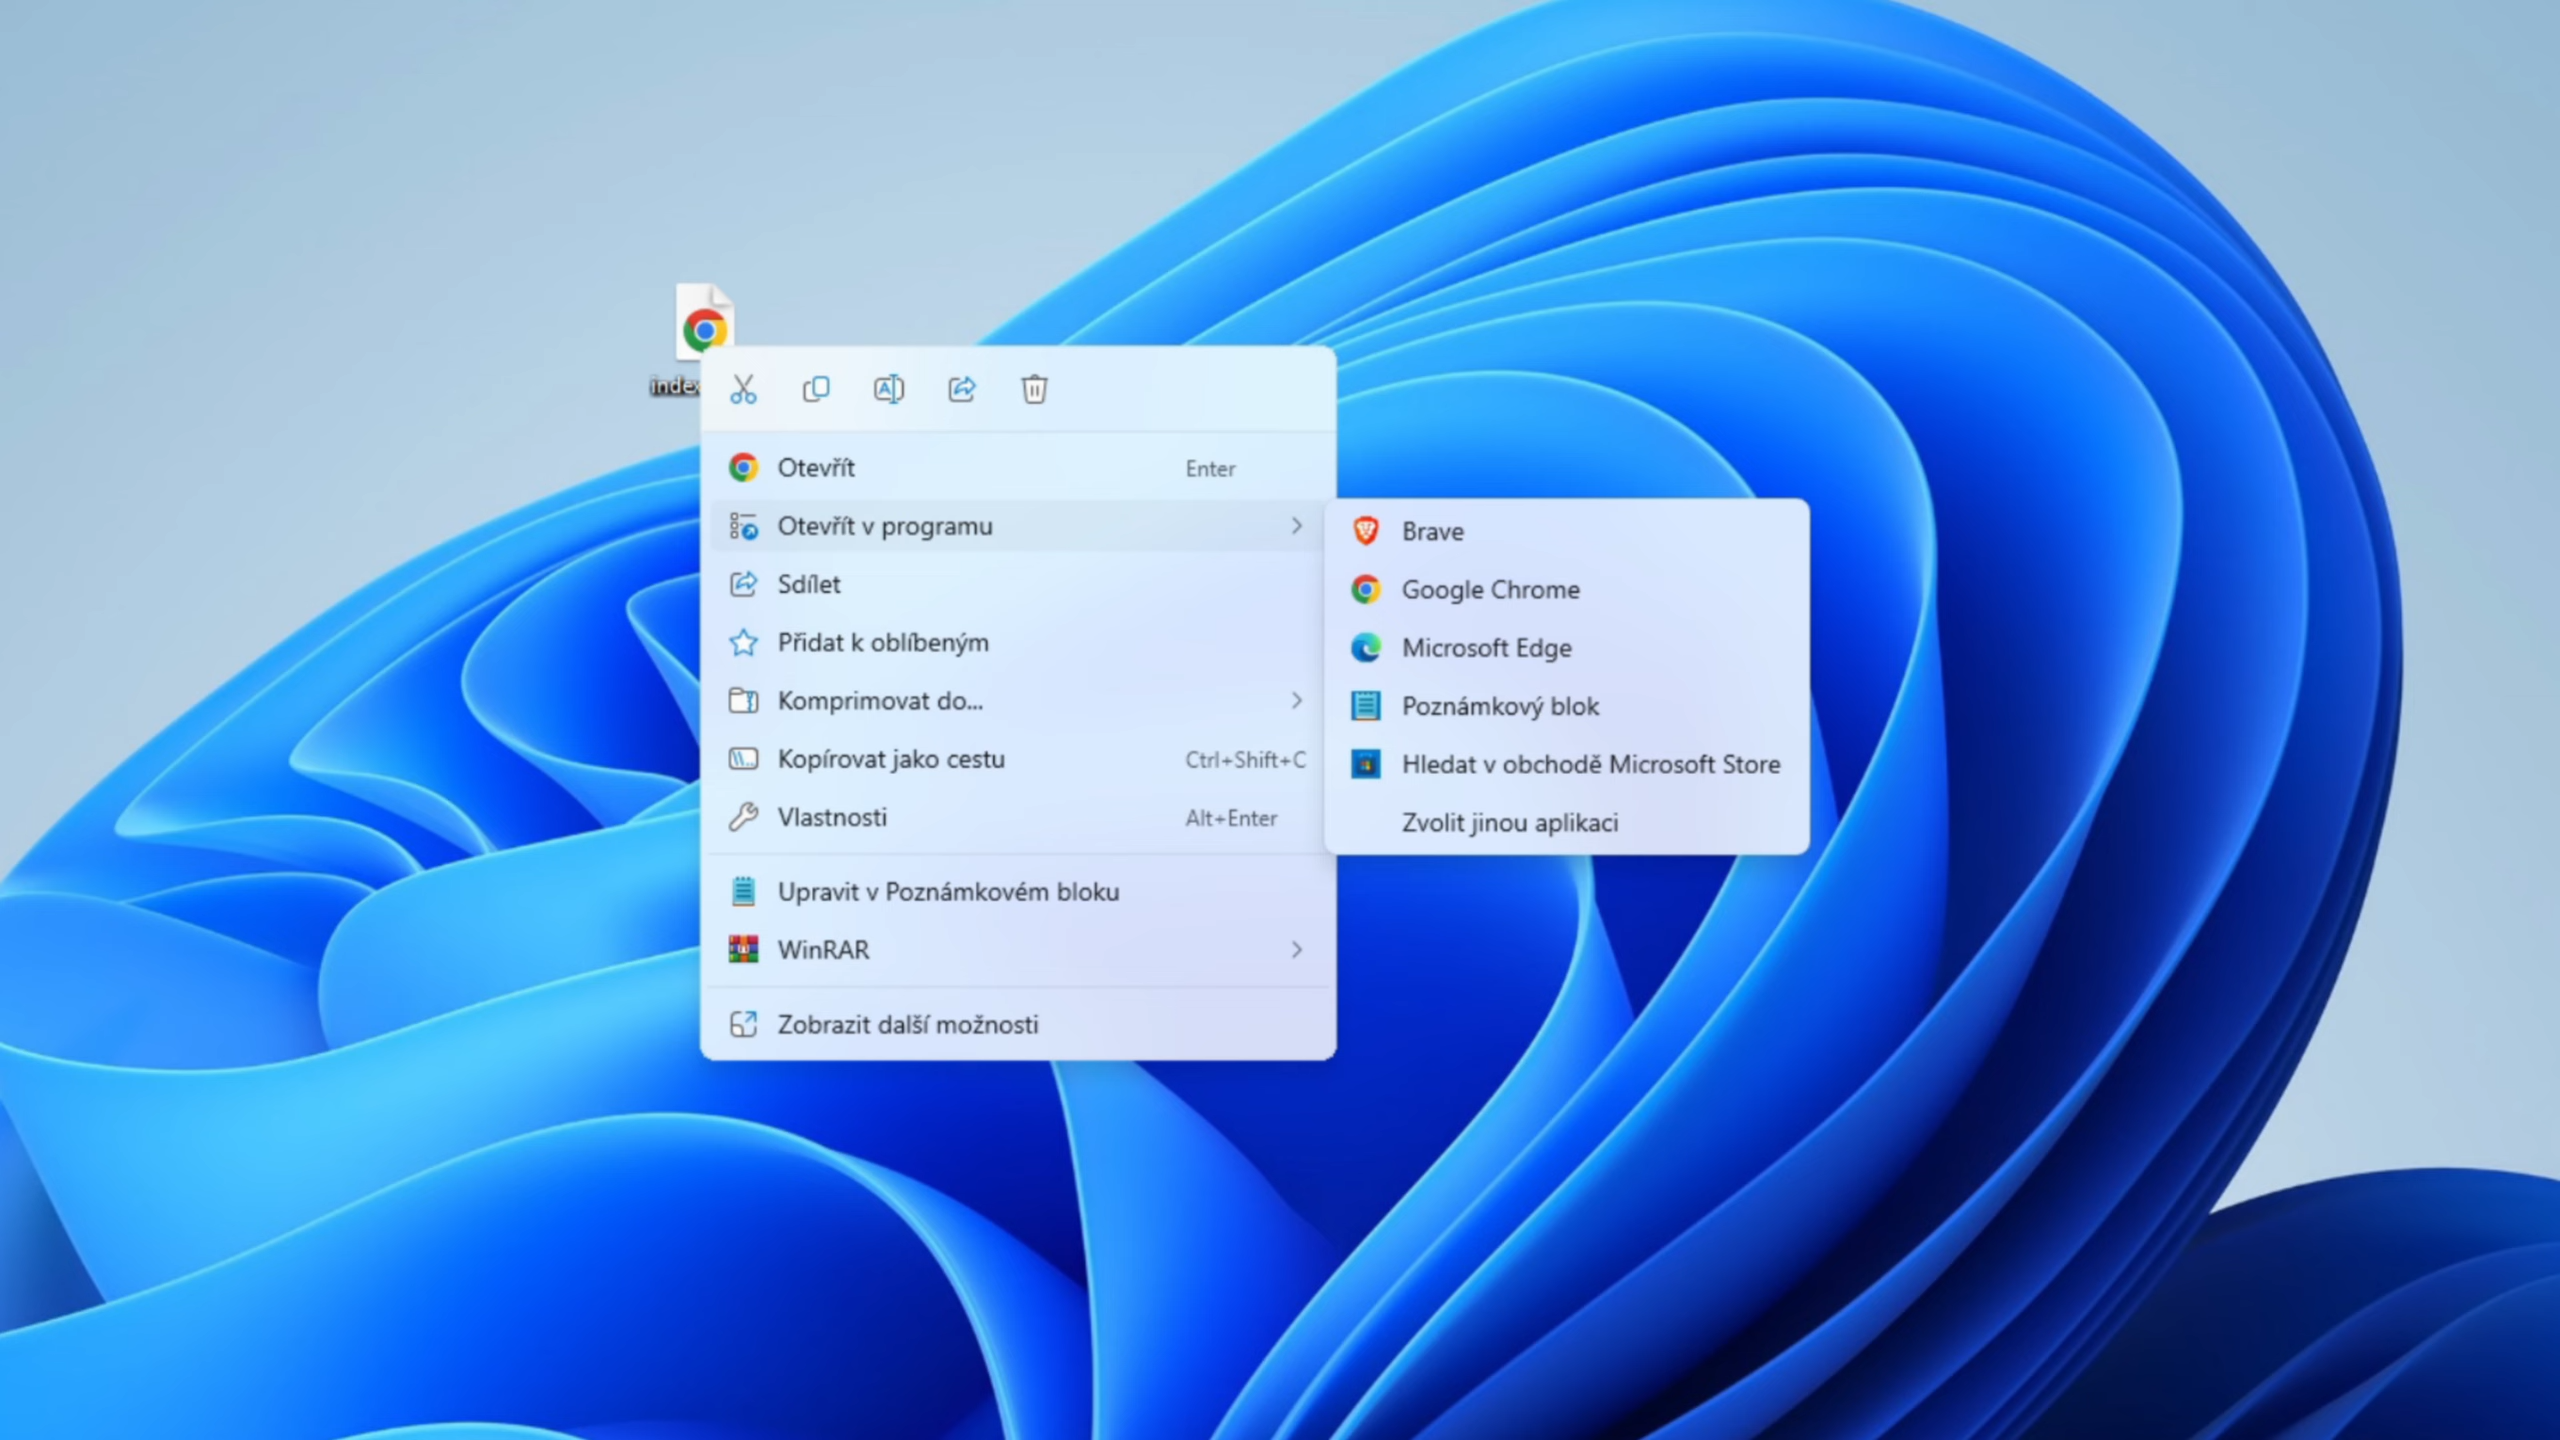 index
Otevřít Enter
Otevřít v programu
Sdílet
Přidat k oblíbeným
Komprimovat do...
Kopírovat jako cestu Ctrl+Shift+C
Vlastnosti Alt+Enter
Upravit v Poznámkovém bloku
WinRAR
Zobrazit další možnosti
Brave
Google Chrome
Microsoft Edge
Poznámkový blok
Hledat v obchodě Microsoft Store
Zvolit jinou aplikaci